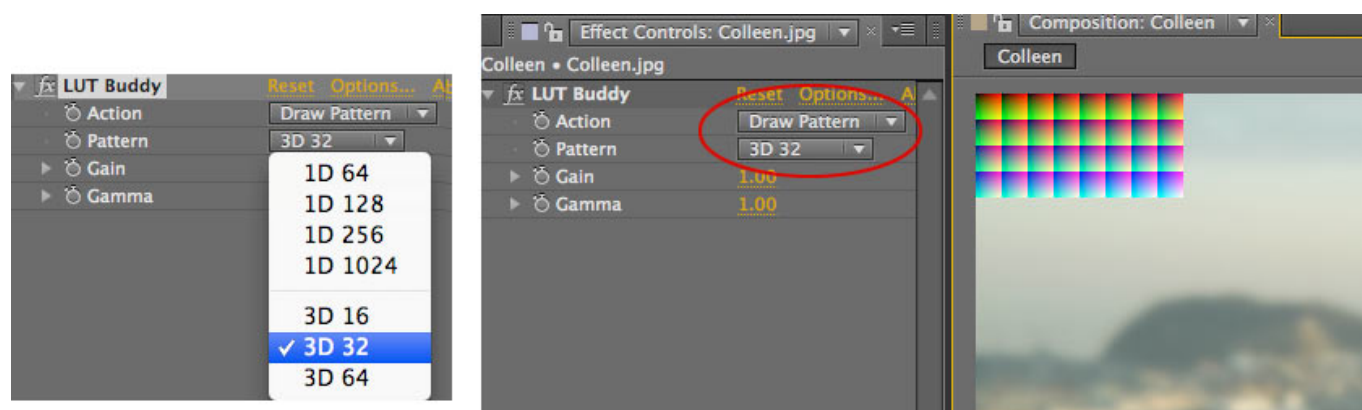 LUT Buddy Reset Options...
Action Draw Pattern
Pattern 3D 32
Gain
Gamma
1D 64
1D 128
1D 256
1D 1024
3D 16
✓ 3D 32
3D 64
Effect Controls: Colleen.jpg
Colleen • Colleen.jpg
fx LUT Buddy Reset Options...
Action Draw Pattern
Pattern 3D 32
Gain 1.00
Gamma 1.00
Composition: Colleen
Colleen